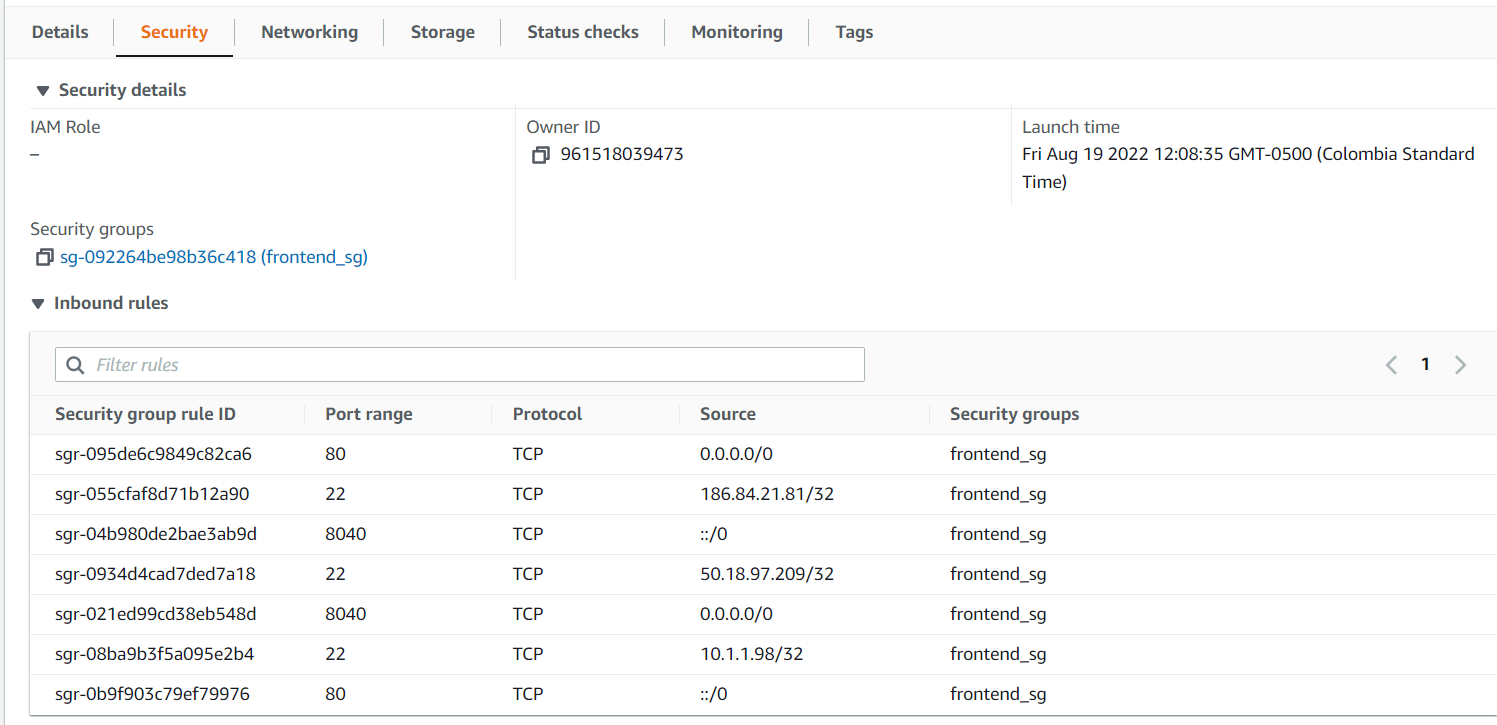 Details Security Networking Storage Status checks Monitoring Tags
Security details
IAM Role Owner ID Launch time
– 961518039473 Fri Aug 19 2022 12:08:35 GMT-0500 (Colombia Standard
Time)
Security groups
sg-092264be98b36c418 (frontend_sg)
Inbound rules
Filter rules 1
Security group rule ID Port range Protocol Source Security groups
sgr-095de6c9849c82ca6 80 TCP 0.0.0.0/0 frontend_sg
sgr-055cfaf8d71b12a90 22 TCP 186.84.21.81/32 frontend_sg
sgr-04b980de2bae3ab9d 8040 TCP ::/0 frontend_sg
sgr-0934d4cad7ded7a18 22 TCP 50.18.97.209/32 frontend_sg
sgr-021ed99cd38eb548d 8040 TCP 0.0.0.0/0 frontend_sg
sgr-08ba9b3f5a095e2b4 22 TCP 10.1.1.98/32 frontend_sg
sgr-0b9f903c79ef79976 80 TCP ::/0 frontend_sg